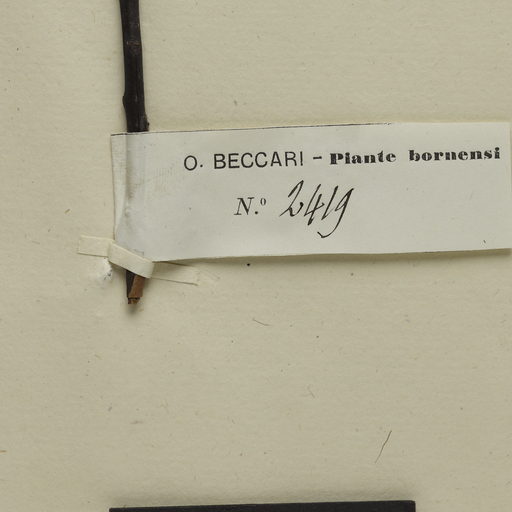 O. BECCARI - Piante bornensi
N.º 2419